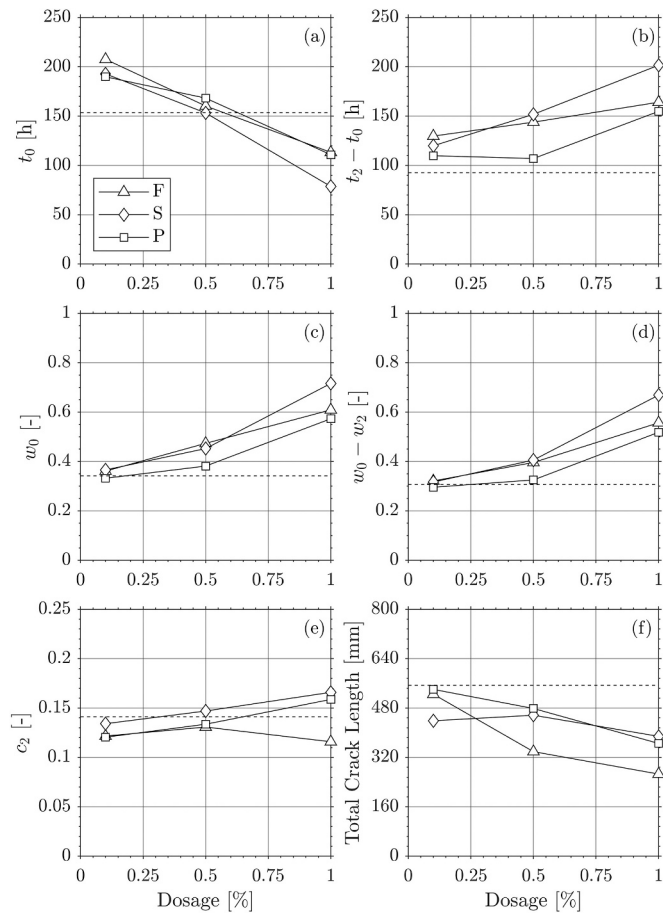 250
200
150
100
50
0
t0 [h]
(a)
F
S
P
0 0.25 0.5 0.75 1
250
200
150
100
50
0
t2 − t0 [h]
(b)
0 0.25 0.5 0.75 1
1
0.8
0.6
0.4
0.2
0
w0 [-]
(c)
0 0.25 0.5 0.75 1
1
0.8
0.6
0.4
0.2
0
w0 − w2 [-]
(d)
0 0.25 0.5 0.75 1
0.25
0.2
0.15
0.1
0.05
0
c2 [-]
(e)
0 0.25 0.5 0.75 1
Dosage [%]
800
640
480
320
160
0
Total Crack Length [mm]
(f)
0 0.25 0.5 0.75 1
Dosage [%]